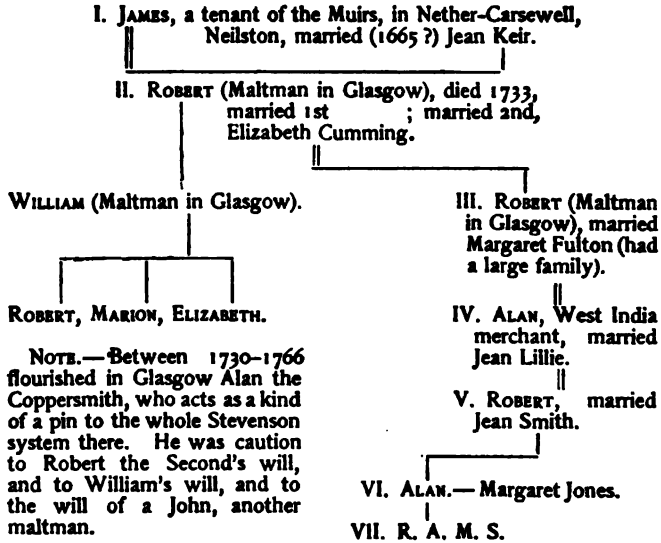 I. JAMES, a tenant of the Muirs, in Nether-Carsewell,
Neilston, married (1665 ?) Jean Keir.
II. ROBERT (Maltman in Glasgow), died 1733,
married 1st ; married 2nd,
Elizabeth Cumming.
WILLIAM (Maltman in Glasgow).
III. ROBERT (Maltman
in Glasgow), married
Margaret Fulton (had
a large family).
ROBERT, MARION, ELIZABETH.
IV. ALAN, West India
merchant, married
Jean Lillie.
V. ROBERT, married
Jean Smith.
VI. ALAN.—Margaret Jones.
VII. R. A. M. S.
NOTE.—Between 1730–1766
flourished in Glasgow Alan the
Coppersmith, who acts as a kind
of a pin to the whole Stevenson
system there. He was caution
to Robert the Second's will,
and to William's will, and to
the will of a John, another
maltman.